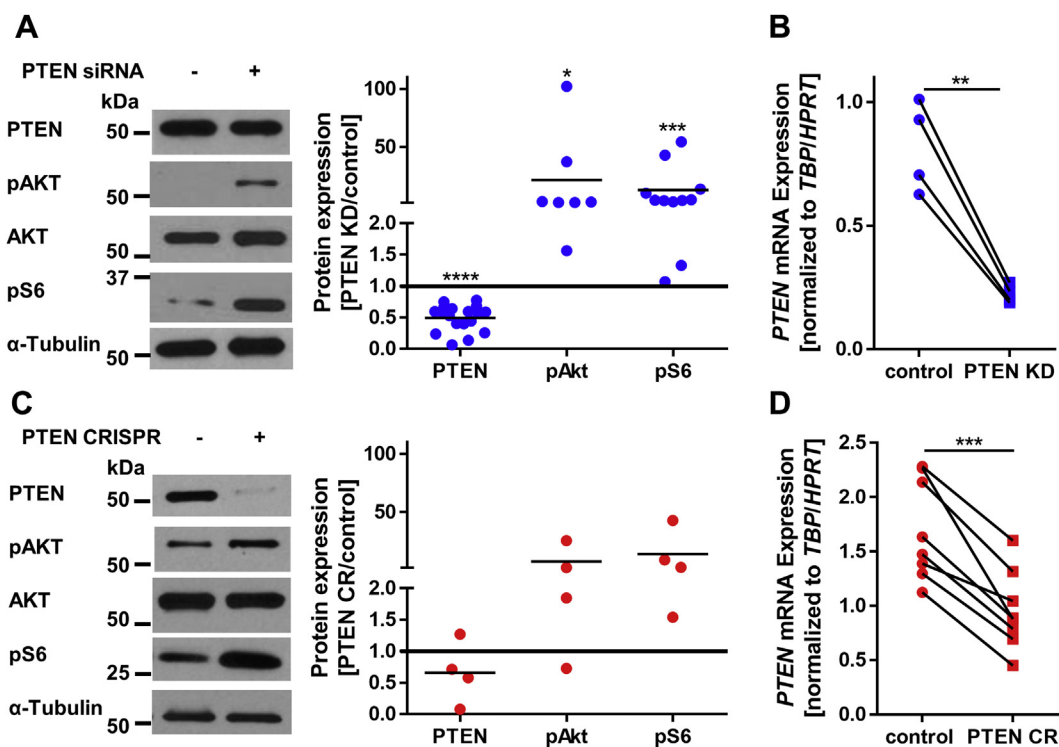 A
PTEN siRNA - +
kDa
PTEN 50
pAKT 50
AKT 50
pS6 37
α-Tubulin 50
Protein expression
[PTEN KD/control]
100
50
2.0
1.5
1.0
0.5
0.0
* *** ****
PTEN pAkt pS6
B
PTEN mRNA Expression
[normalized to TBP/HPRT]
1.0
0.5
0.0
**
control PTEN KD
C
PTEN CRISPR - +
kDa
PTEN 50
pAKT 50
AKT 50
pS6 25
α-Tubulin 50
Protein expression
[PTEN CR/control]
100
50
2.0
1.5
1.0
0.5
0.0
PTEN pAkt pS6
D
PTEN mRNA Expression
[normalized to TBP/HPRT]
2.5
2.0
1.5
1.0
0.5
0.0
***
control PTEN CR